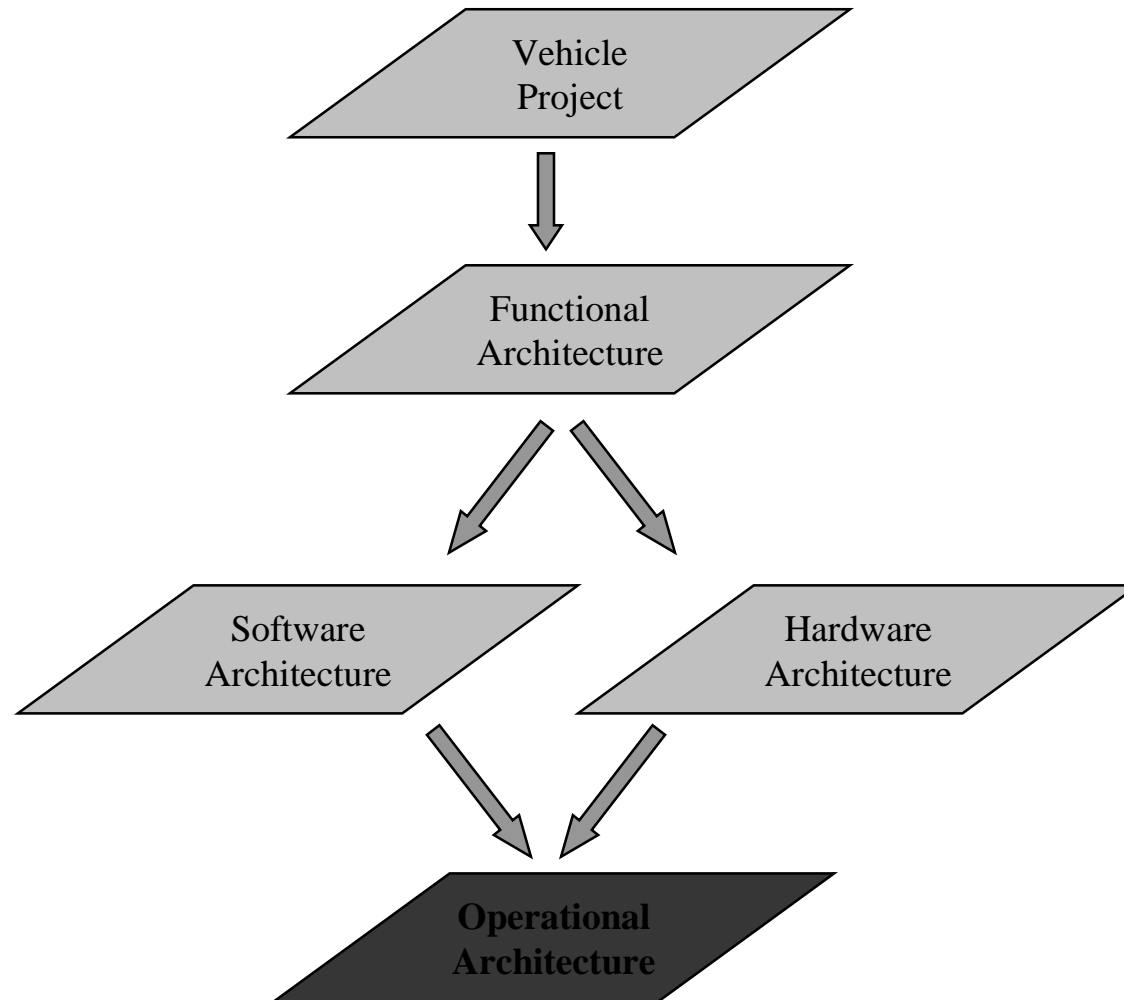 Vehicle
Project
Functional
Architecture
Software
Architecture
Hardware
Architecture
Operational
Architecture